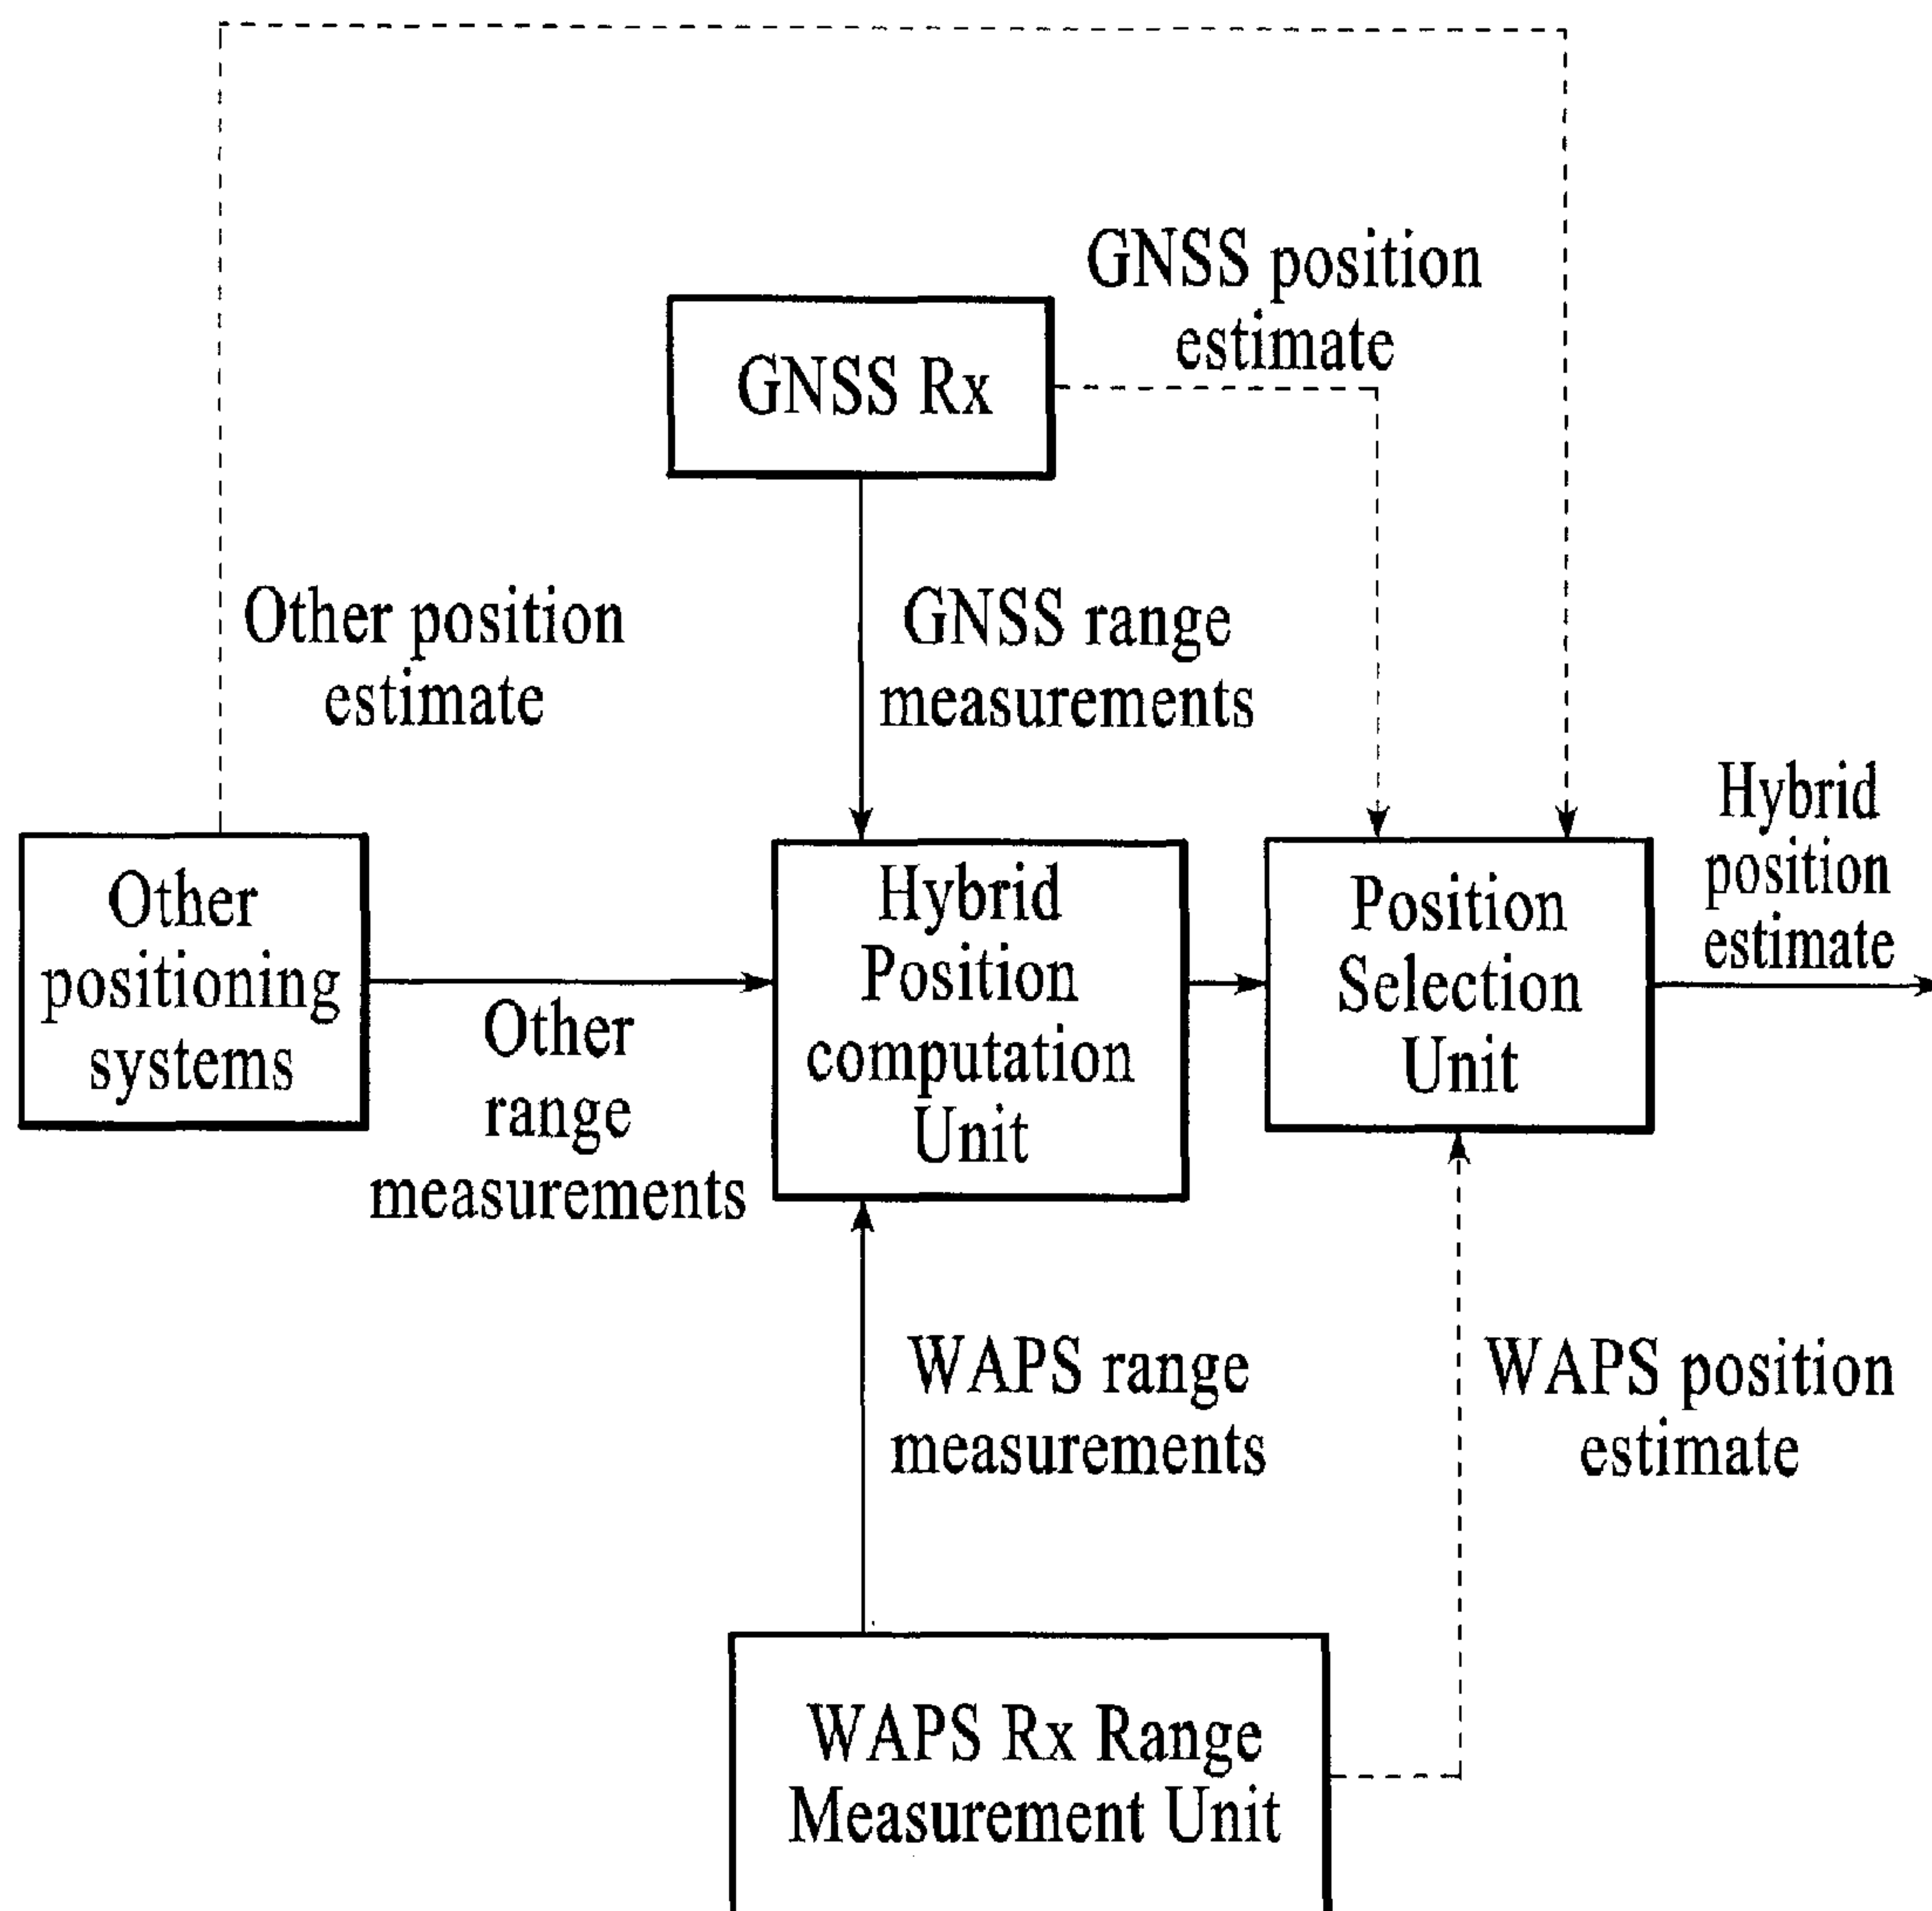 GNSS position
estimate
GNSS Rx
Other position
estimate
GNSS range
measurements
Hybrid
position
estimate
Other
positioning
systems
Other
range
measurements
Hybrid
Position
computation
Unit
Position
Selection
Unit
WAPS range
measurements
WAPS position
estimate
WAPS Rx Range
Measurement Unit